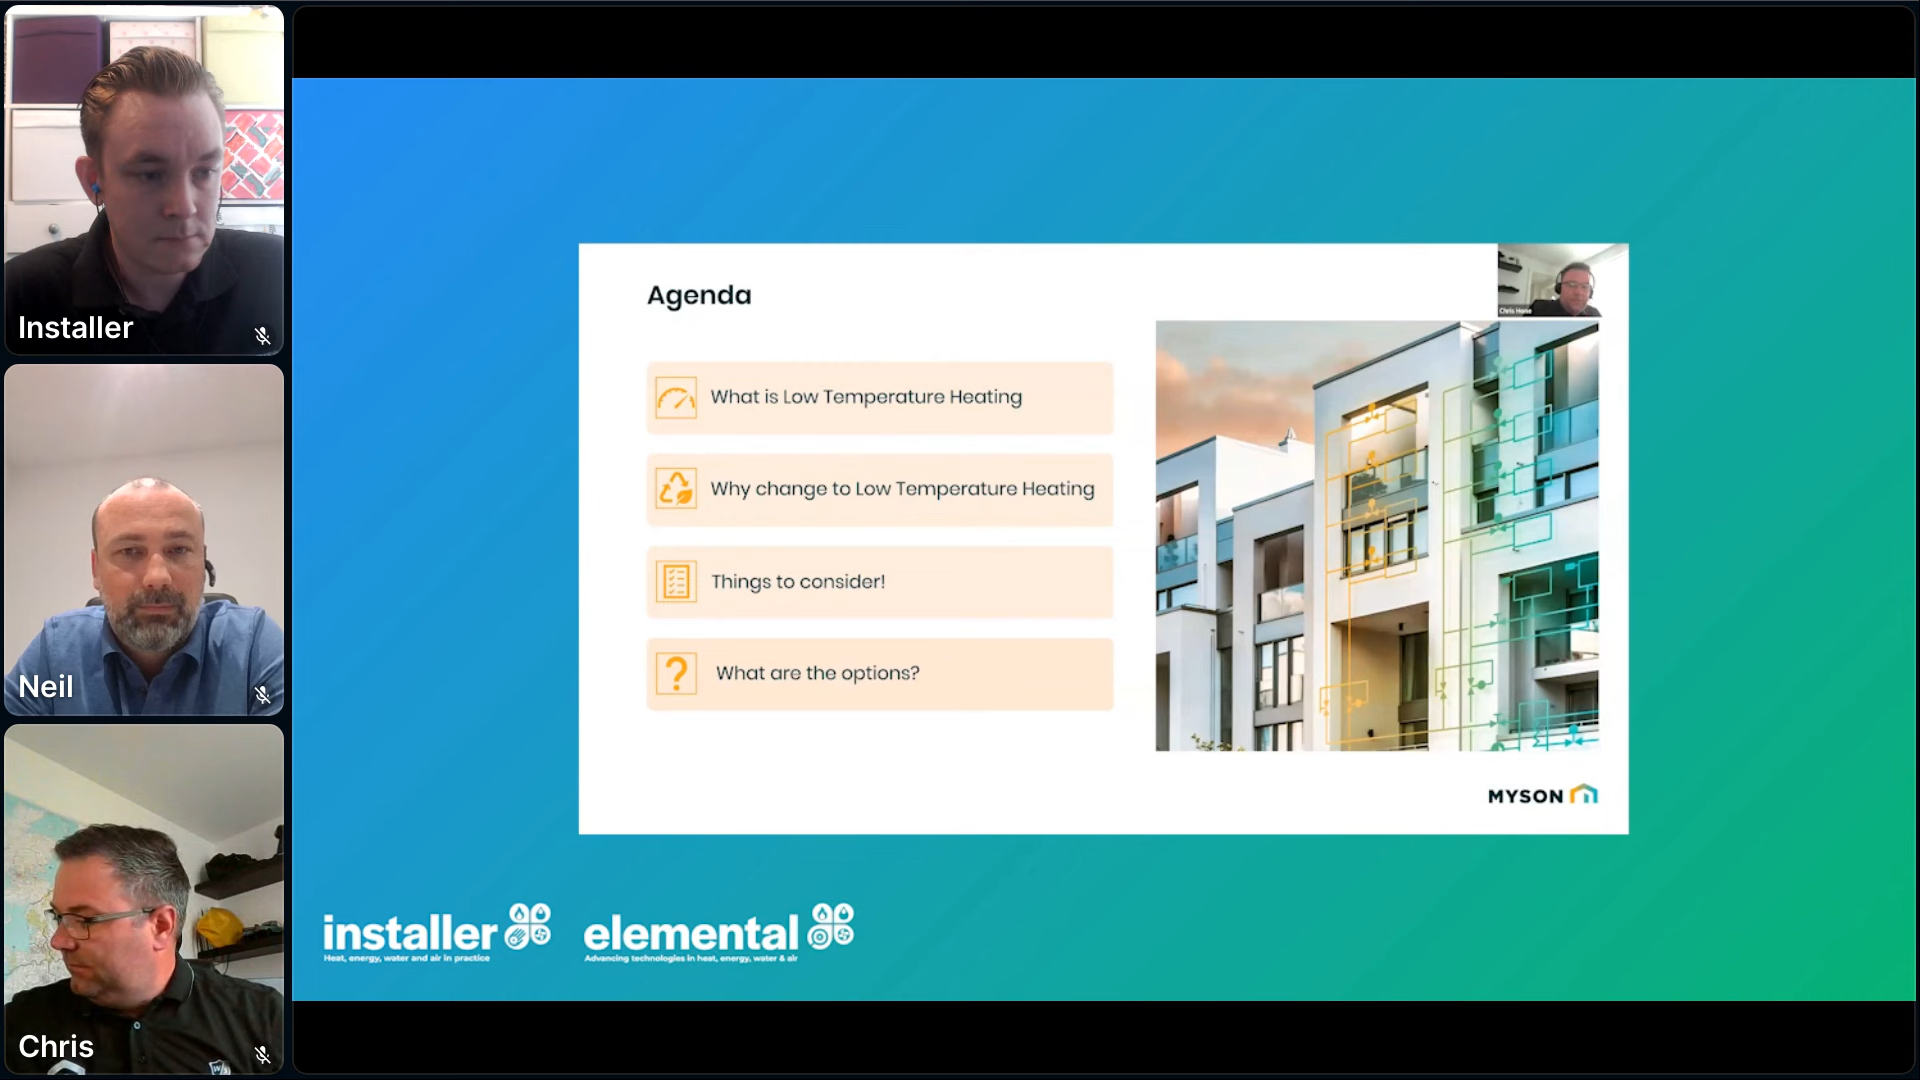 Installer
Neil
Chris
Agenda
What is Low Temperature Heating
Why change to Low Temperature Heating
Things to consider!
What are the options?
Chris Hone
MYSON
installer
Heat, energy, water and air in practice
elemental
Advancing technologies in heat, energy, water & air